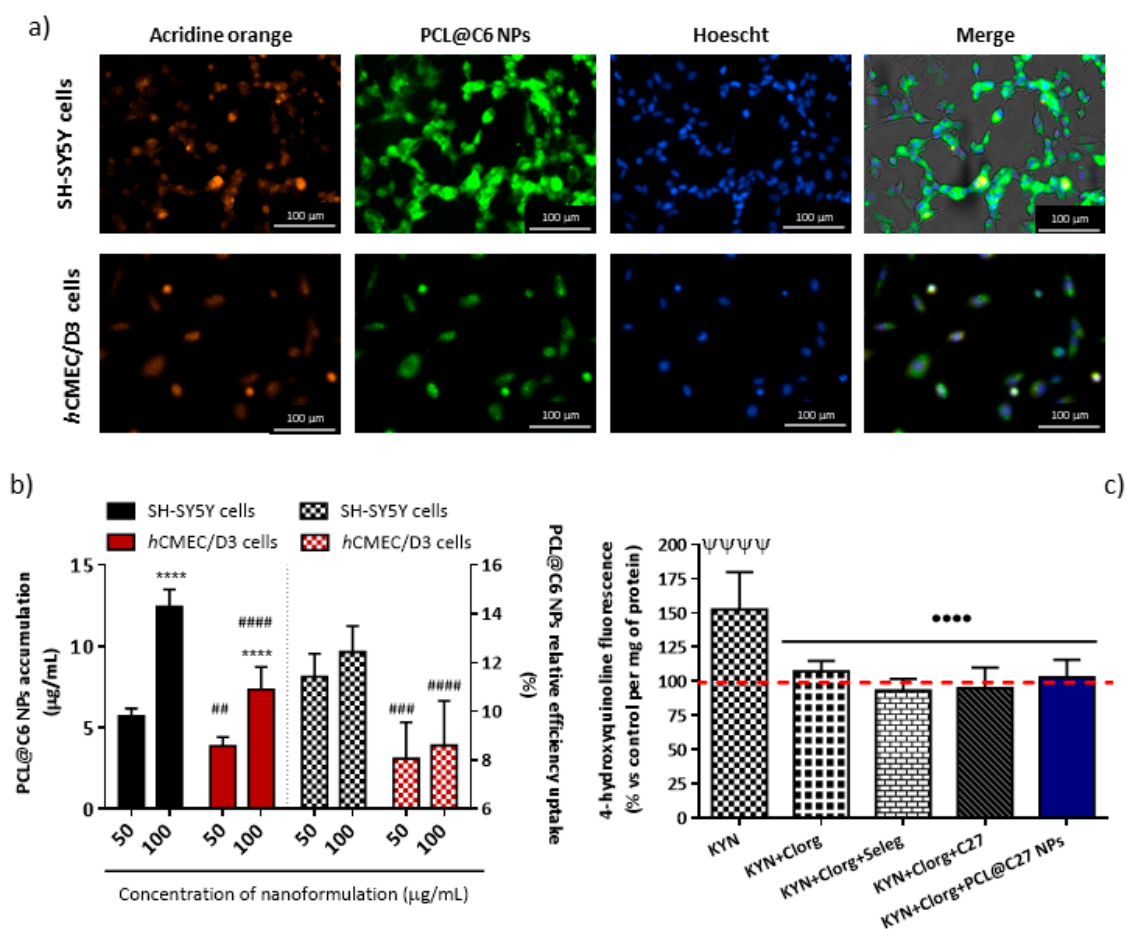 a)
Acridine orange
PCL@C6 NPs
Hoescht
Merge
SH-SY5Y cells
100 µm
100 µm
100 µm
100 µm
hCMEC/D3 cells
100 µm
100 µm
100 µm
100 µm
b)
SH-SY5Y cells
SH-SY5Y cells
hCMEC/D3 cells
hCMEC/D3 cells
PCL@C6 NPs accumulation
(µg/mL)
15
10
5
0
****
##
####
****
###
####
16
14
12
10
8
6
PCL@C6 NPs relative efficiency uptake
(%)
50
100
50
100
50
100
50
100
Concentration of nanoformulation (µg/mL)
c)
4-hydroxyquinoline fluorescence
(% vs control per mg of protein)
200
175
150
125
100
75
50
25
0
ΨΨΨΨ
••••
KYN
KYN+Clorg
KYN+Clorg+Seleg
KYN+Clorg+C27
KYN+Clorg+PCL@C27 NPs